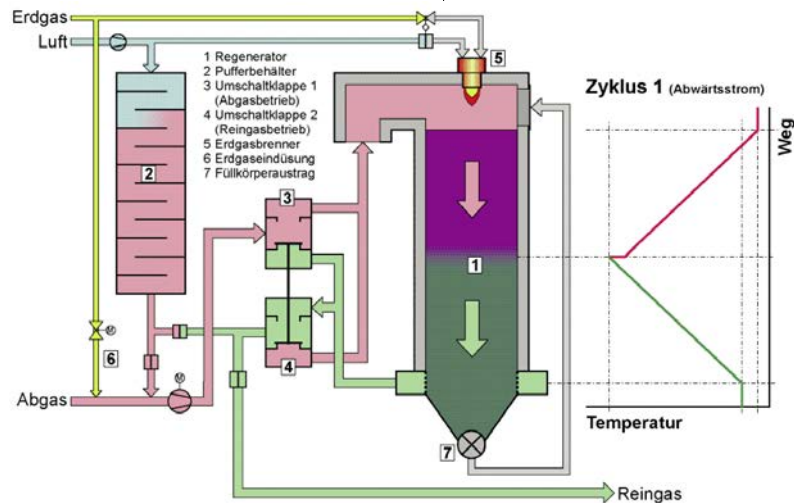 Erdgas
Luft
1 Regenerator
2 Pufferbehälter
3 Umschaltklappe 1
(Abgasbetrieb)
4 Umschaltklappe 2
(Reingasbetrieb)
5 Erdgasbrenner
6 Erdgaseindüsung
7 Füllkörperaustrag
5
Zyklus 1 (Abwärtsstrom)
Weg
2
3
1
M
6
4
M
Abgas
7
Temperatur
Reingas